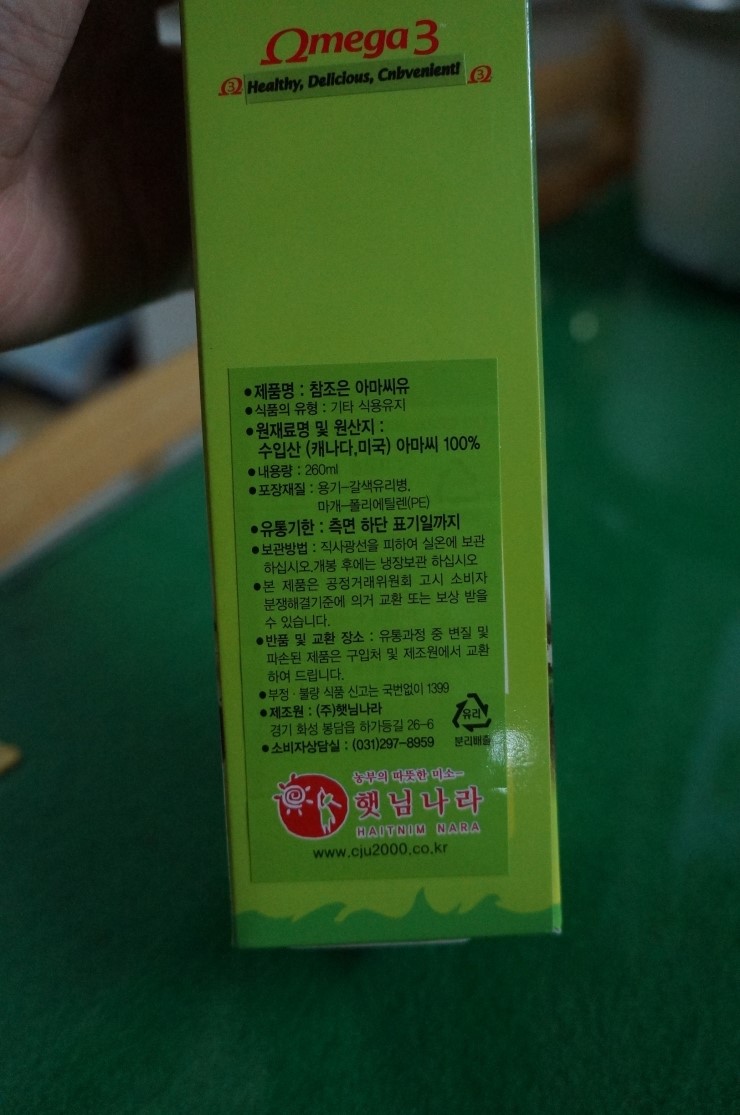 Ωmega 3
Healthy, Delicious, Cnbvenient!
●제품명 : 참조은 아마씨유
●식품의 유형 : 기타 식용유지
●원재료명 및 원산지 :
수입산 (캐나다,미국) 아마씨 100%
●내용량 : 260ml
●포장재질 : 용기-갈색유리병,
마개-폴리에틸렌(PE)
●유통기한 : 측면 하단 표기일까지
●보관방법 : 직사광선을 피하여 실온에 보관
하십시오.개봉 후에는 냉장보관 하십시오
●본 제품은 공정거래위원회 고시 소비자
분쟁해결기준에 의거 교환 또는 보상 받을
수 있습니다.
●반품 및 교환 장소 : 유통과정 중 변질 및
파손된 제품은 구입처 및 제조원에서 교환
하여 드립니다.
●부정·불량 식품 신고는 국번없이 1399
●제조원 : (주)햇님나라
경기 화성 봉담읍 하가등길 26-6
●소비자상담실 : (031)297-8959
유리
분리배출
농부의 따뜻한 미소-
햇님나라
HAITNIM NARA
www.cju2000.co.kr